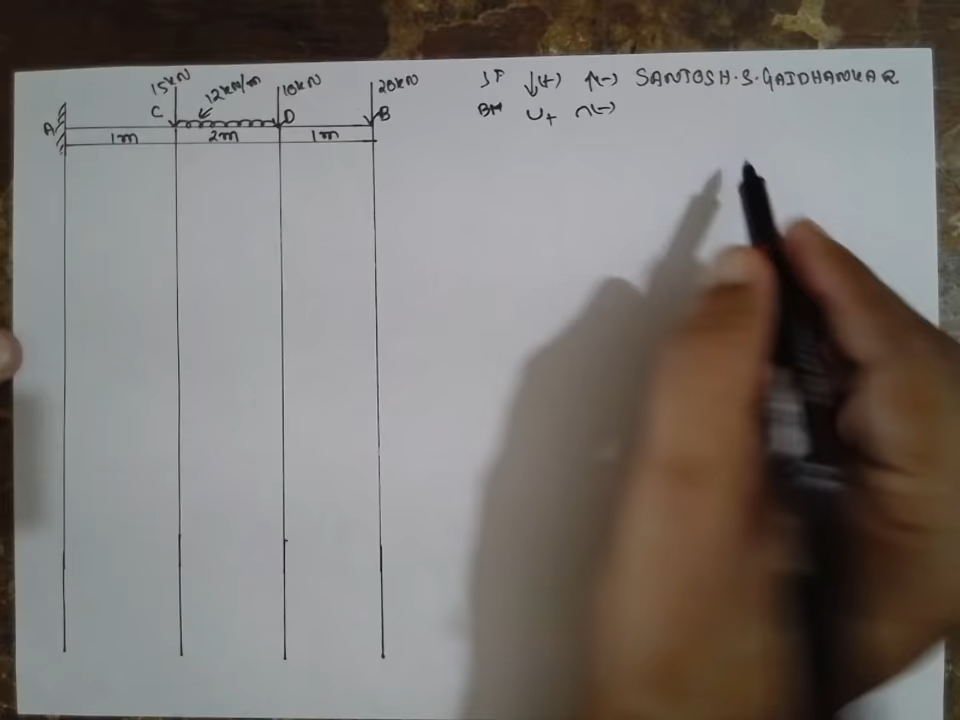 15kN 12kN/m 10kN 20kN
A C D B
1m 2m 1m
SF ↓(+) ↑(-) SANTOSH.S.GAIDHANKAR
BM ∪+ ∩(-)